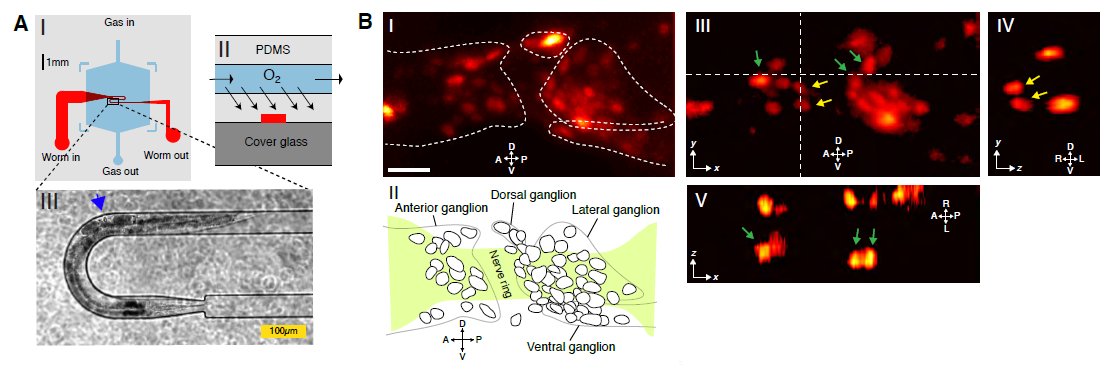 A
I
Gas in
1mm
Worm in
Worm out
Gas out
II
PDMS
O₂
Cover glass
III
100µm
B
I
D
A
P
V
II
Anterior ganglion
Dorsal ganglion
Lateral ganglion
Nerve ring
Ventral ganglion
D
A
P
V
III
y
x
D
A
P
V
IV
y
z
D
R
L
V
V
z
x
R
A
P
L